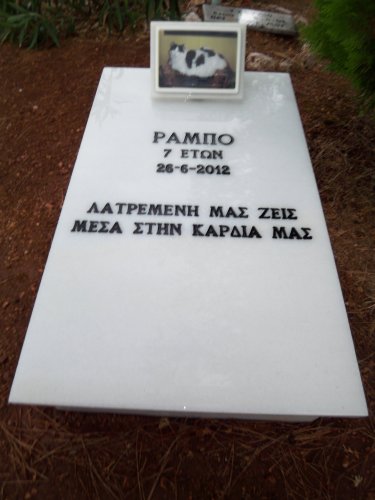 ΡΑΜΠΟ
7 ΕΤΩΝ
26-6-2012
ΛΑΤΡΕΜΕΝΗ ΜΑΣ ΖΕΙΣ
ΜΕΣΑ ΣΤΗΝ ΚΑΡΔΙΑ ΜΑΣ